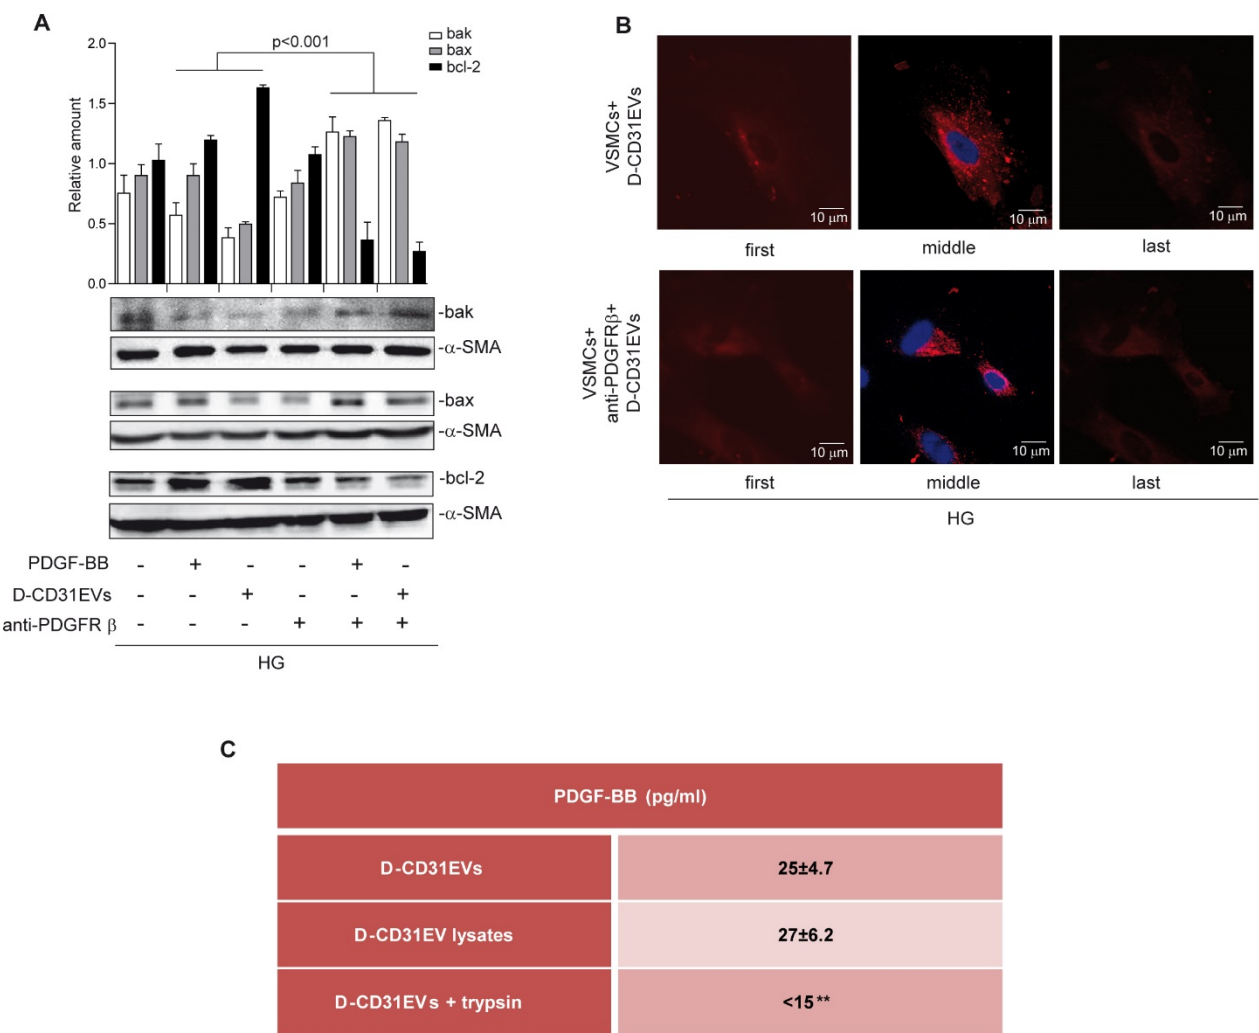 A
2.0
1.5
1.0
0.5
0.0
Relative amount
p<0.001
bak
bax
bcl-2
-bak
-α-SMA
-bax
-α-SMA
-bcl-2
-α-SMA
PDGF-BB - + - - + -
D-CD31EVs - - + - - +
anti-PDGFR β - - - + + +
HG
B
VSMCs+
D-CD31EVs
10 μm
10 μm
10 μm
first middle last
VSMCs+
anti-PDGFRβ+
D-CD31EVs
10 μm
10 μm
10 μm
first middle last
HG
C
PDGF-BB (pg/ml)
D-CD31EVs 25±4.7
D-CD31EV lysates 27±6.2
D-CD31EVs + trypsin <15**